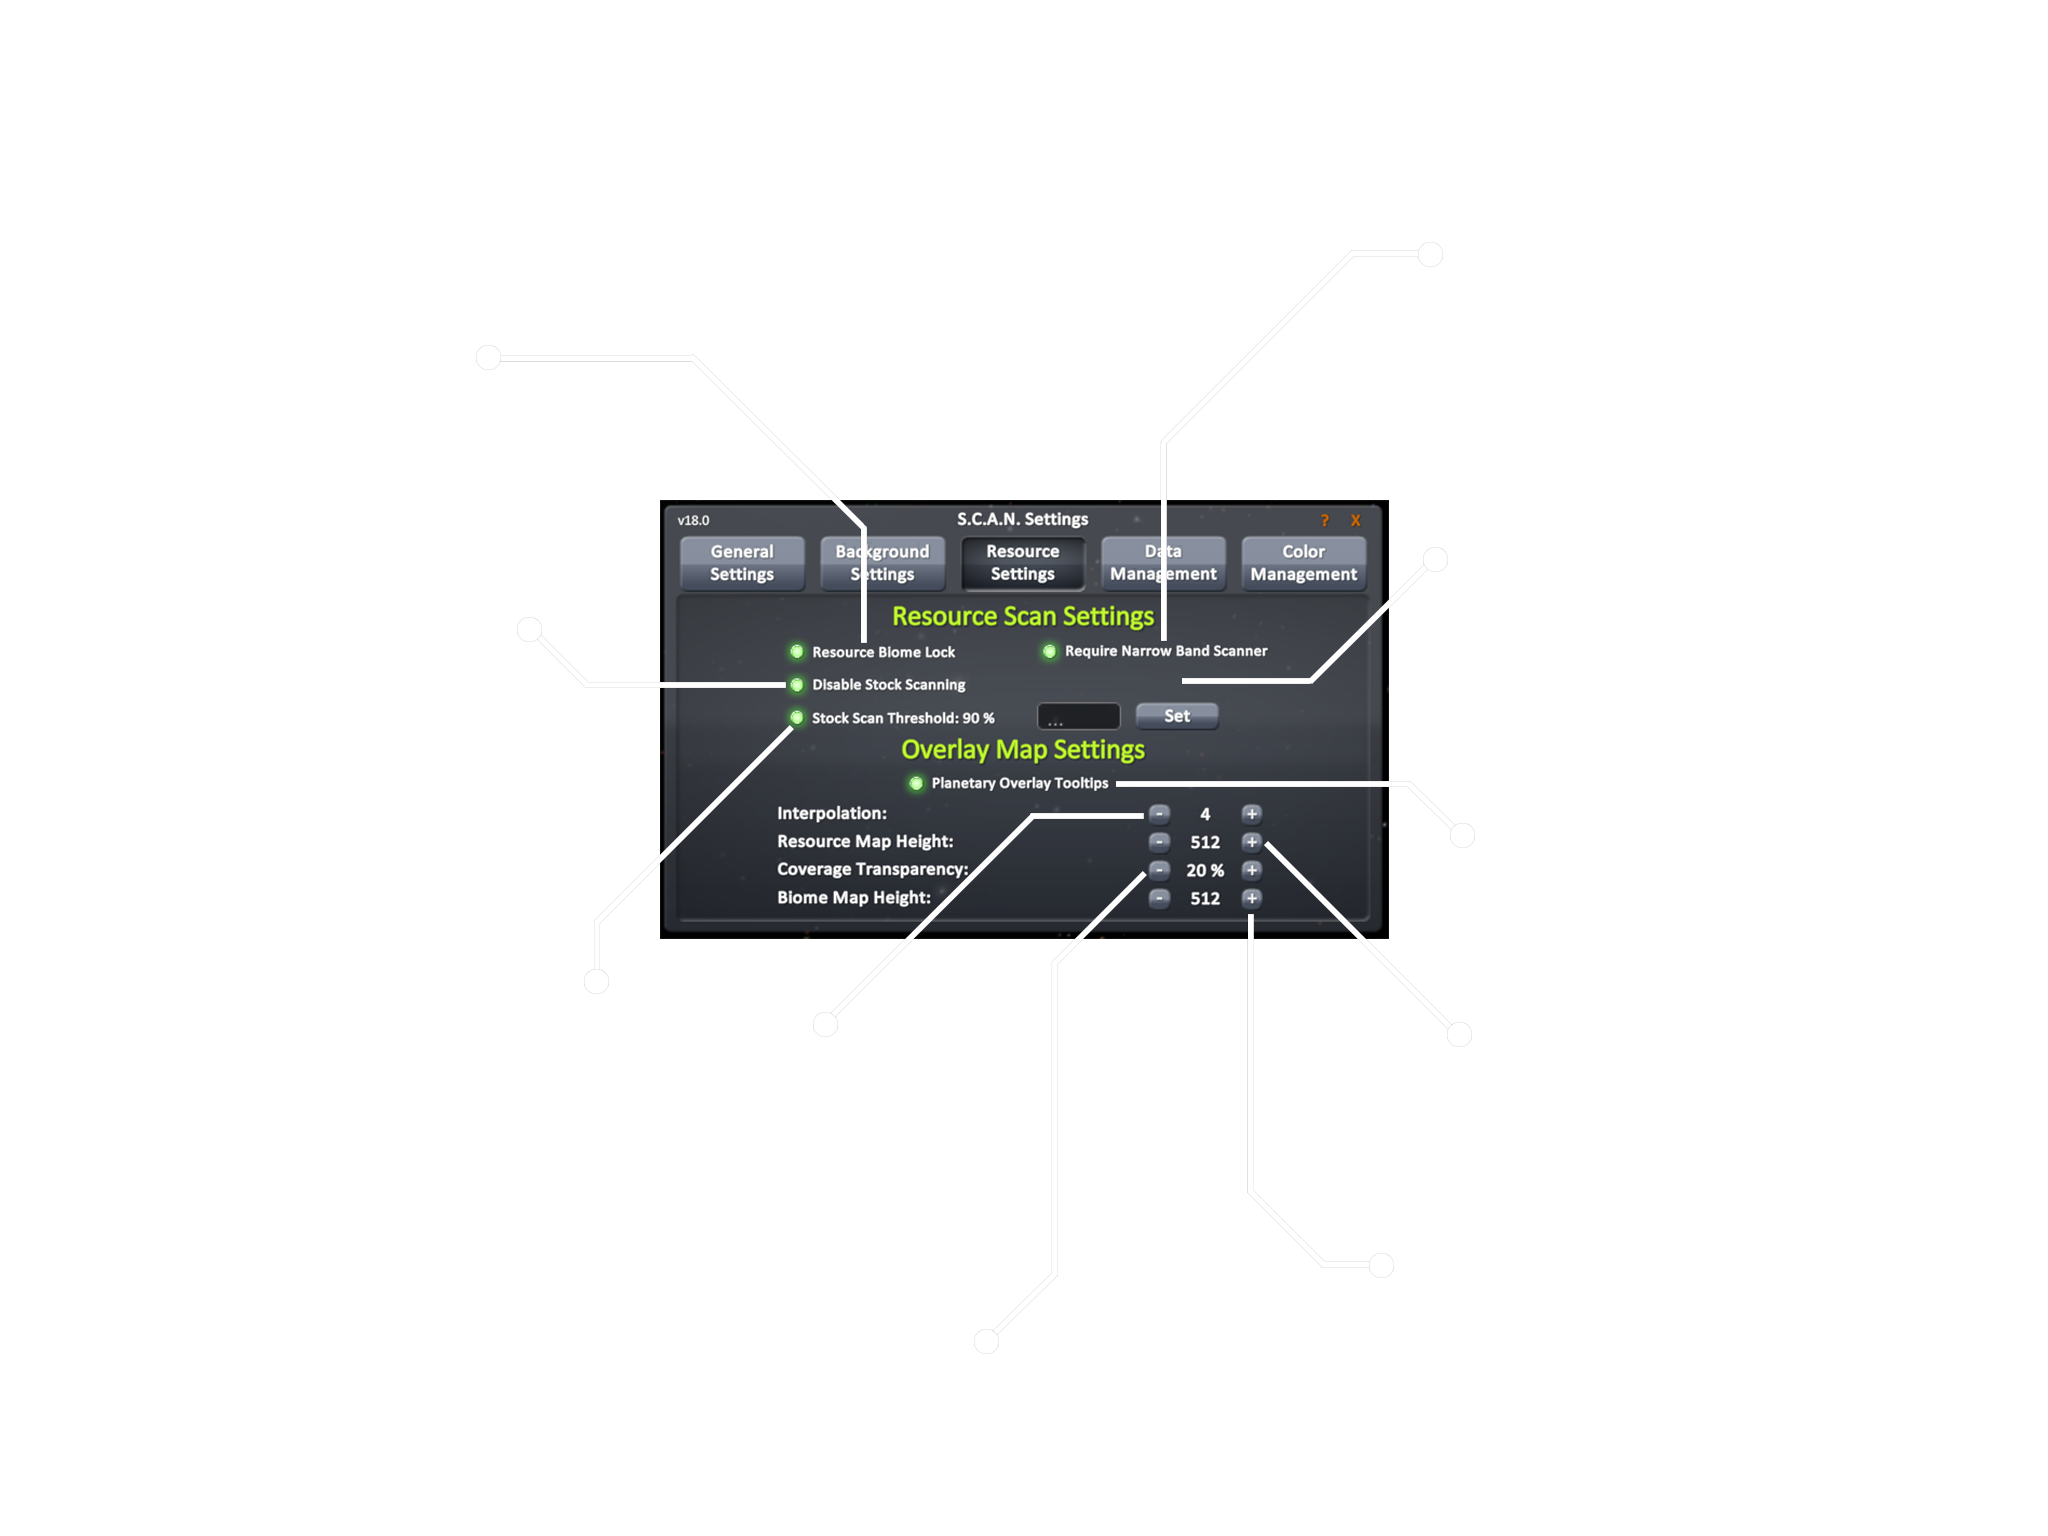 v18.0
S.C.A.N. Settings
? X
General Settings
Background Settings
Resource Settings
Data Management
Color Management
Resource Scan Settings
Resource Biome Lock
Require Narrow Band Scanner
Disable Stock Scanning
Stock Scan Threshold: 90 %
...
Set
Overlay Map Settings
Planetary Overlay Tooltips
Interpolation: - 4 +
Resource Map Height: - 512 +
Coverage Transparency: - 20 % +
Biome Map Height: - 512 +